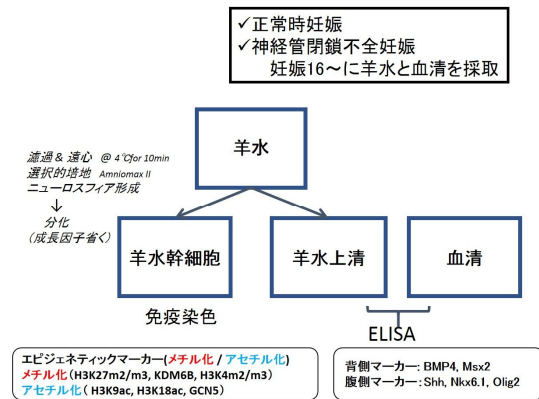 ✓正常時妊娠
✓神経管閉鎖不全妊娠
妊娠16～に羊水と血清を採取
羊水
濾過 & 遠心 @ 4℃for 10min
選択的培地 Amniomax II
ニューロスフィア形成
↓
分化
(成長因子省く)
羊水幹細胞
羊水上清
血清
免疫染色
ELISA
エピジェネティックマーカー(メチル化 / アセチル化)
メチル化（H3K27m2/m3, KDM6B, H3K4m2/m3)
アセチル化（ H3K9ac, H3K18ac, GCN5）
背側マーカー: BMP4, Msx2
腹側マーカー: Shh, Nkx6.1, Olig2